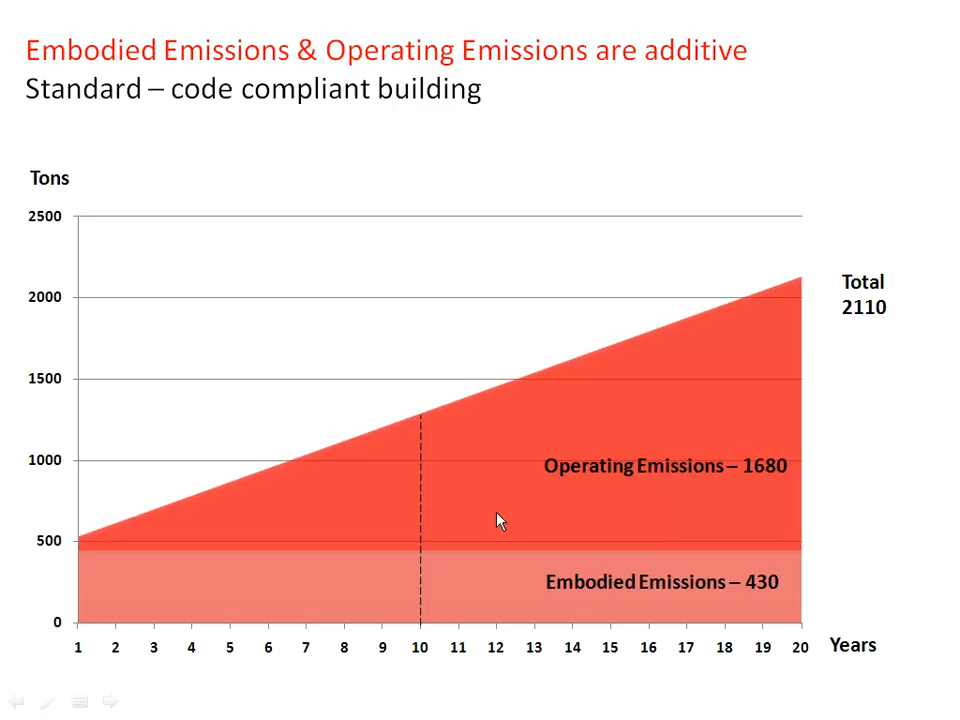 Embodied Emissions & Operating Emissions are additive
Standard – code compliant building
Tons
2500
2000
1500
1000
500
0
Total
2110
Operating Emissions – 1680
Embodied Emissions – 430
1 2 3 4 5 6 7 8 9 10 11 12 13 14 15 16 17 18 19 20
Years